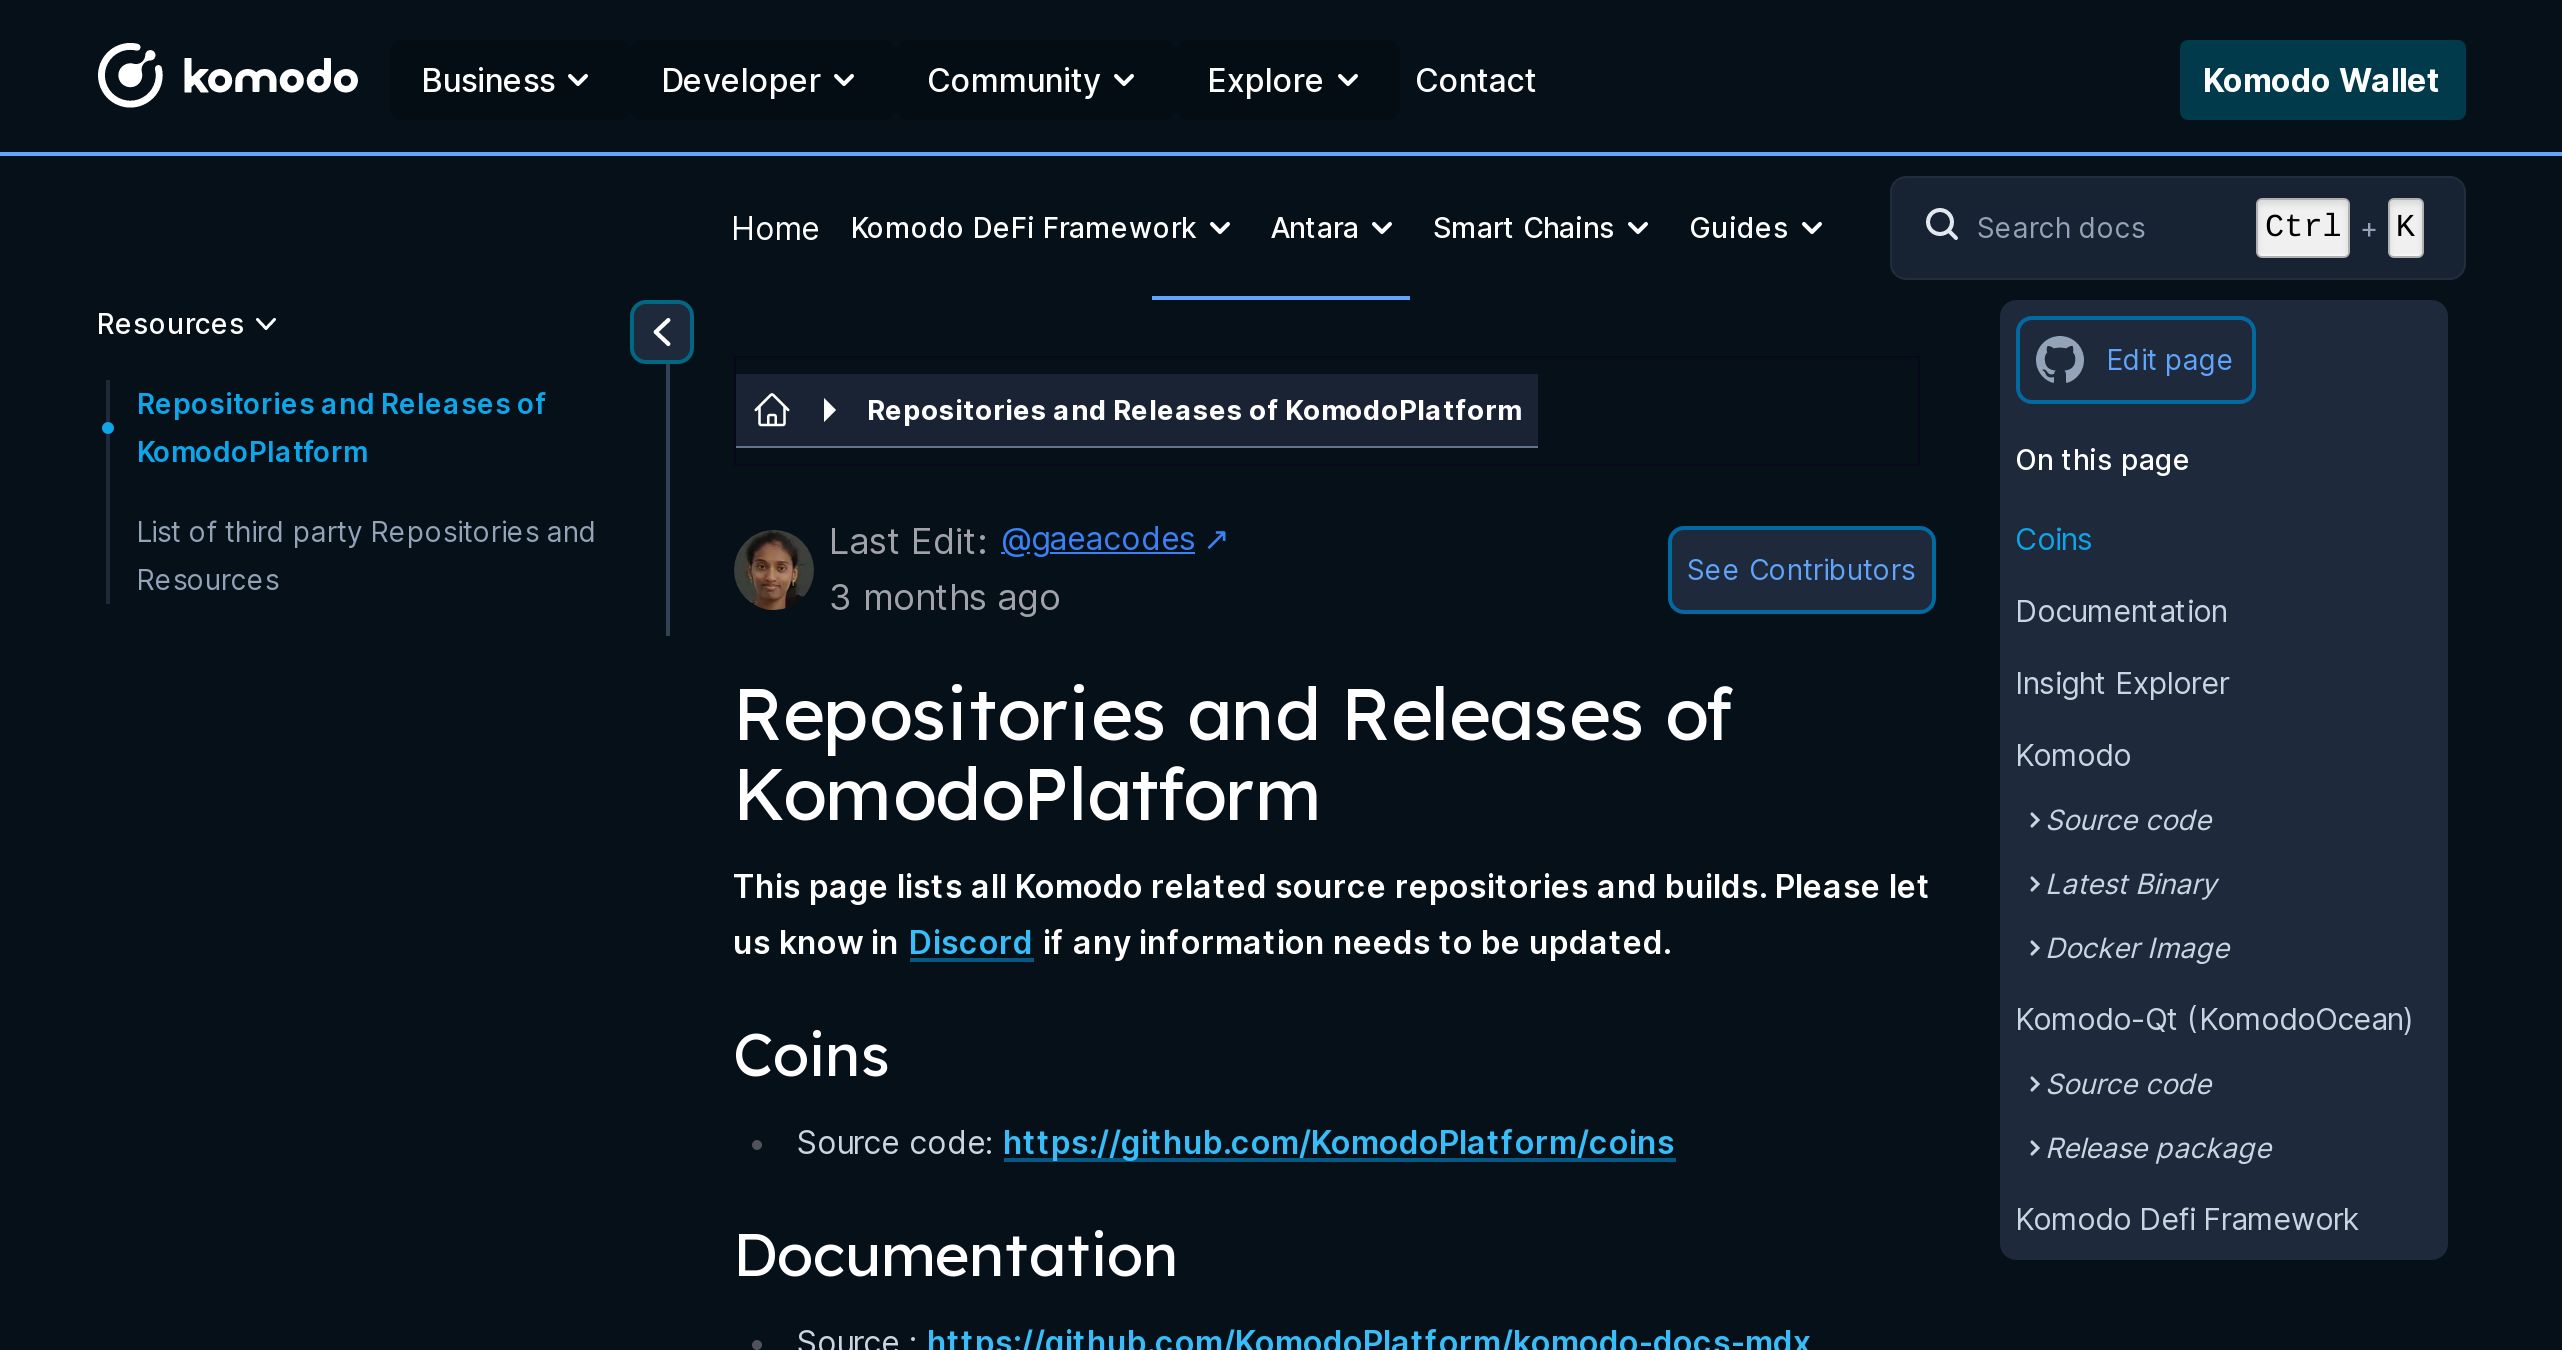 komodo
Business
Developer
Community
Explore
Contact
Komodo Wallet
Home
Komodo DeFi Framework
Antara
Smart Chains
Guides
Search docs
Ctrl + K
Resources
Repositories and Releases of
KomodoPlatform
List of third party Repositories and
Resources
Repositories and Releases of KomodoPlatform
Last Edit: @gaeacodes ↗
3 months ago
See Contributors
Repositories and Releases of
KomodoPlatform
This page lists all Komodo related source repositories and builds. Please let
us know in Discord if any information needs to be updated.
Coins
Source code: https://github.com/KomodoPlatform/coins
Documentation
Source : https://github.com/KomodoPlatform/komodo-docs-mdx
Edit page
On this page
Coins
Documentation
Insight Explorer
Komodo
Source code
Latest Binary
Docker Image
Komodo-Qt (KomodoOcean)
Source code
Release package
Komodo Defi Framework